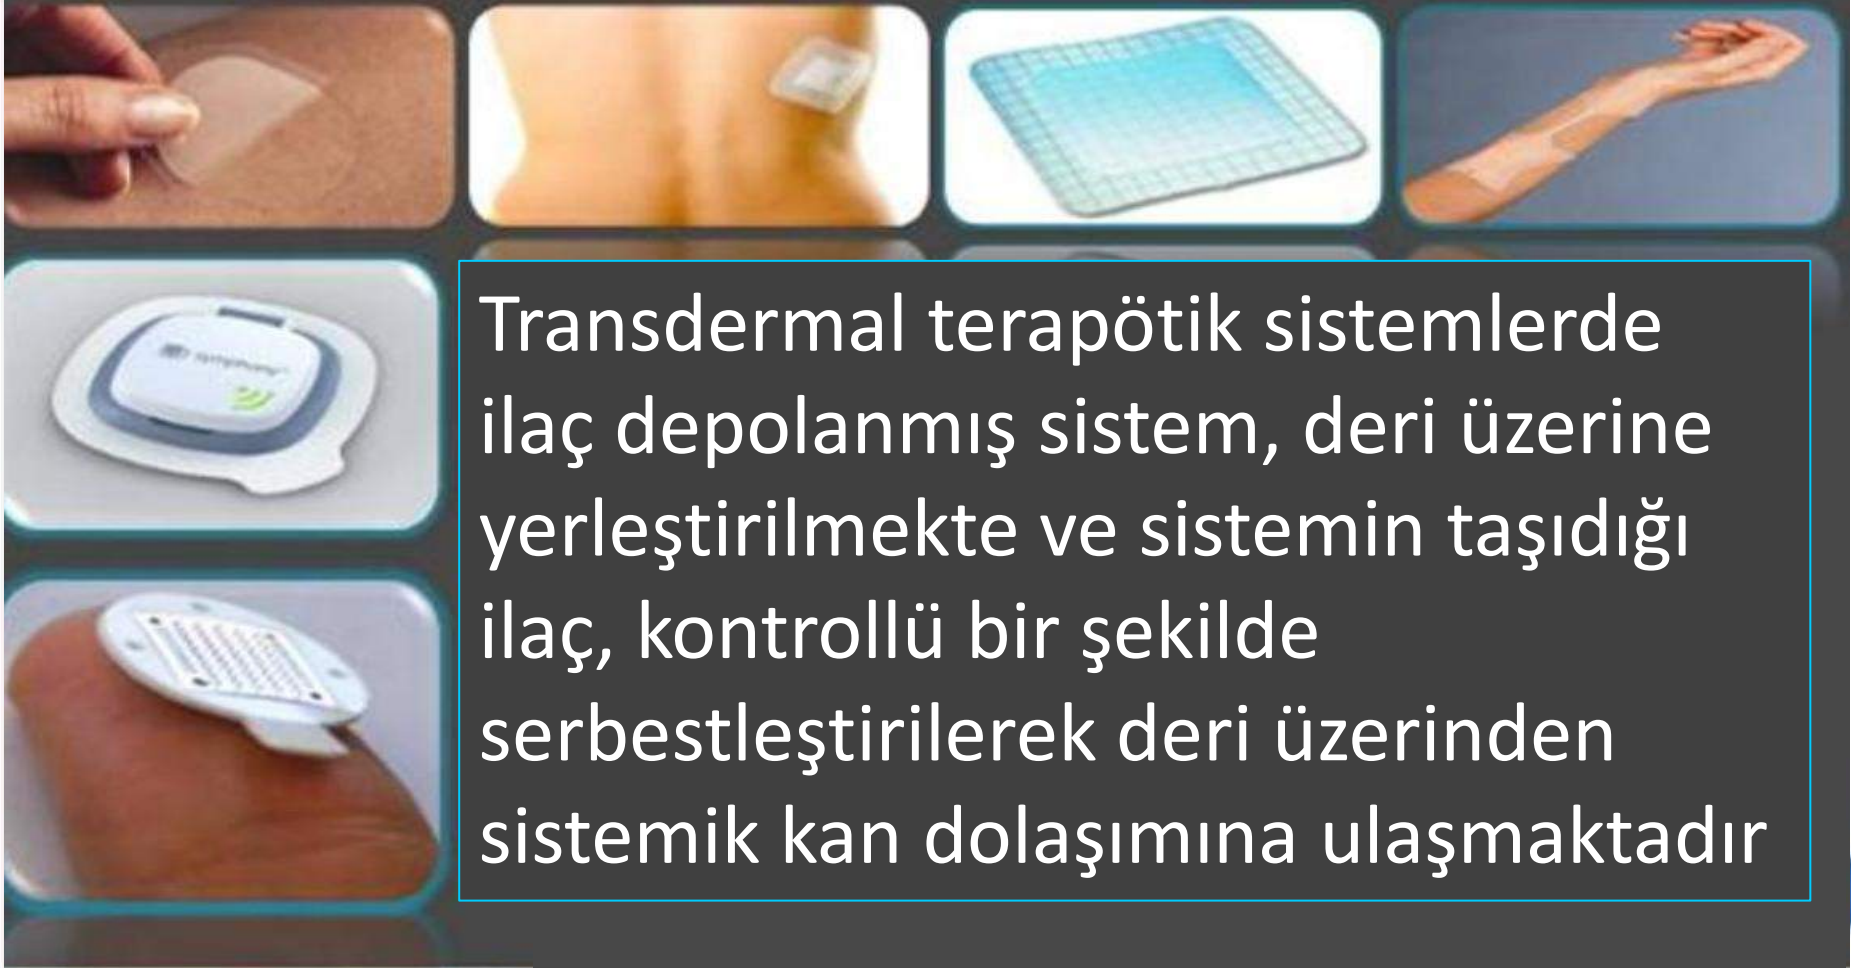 symphony
Transdermal terapötik sistemlerde
ilaç depolanmış sistem, deri üzerine
yerleştirilmekte ve sistemin taşıdığı
ilaç, kontrollü bir şekilde
serbestleştirilerek deri üzerinden
sistemik kan dolaşımına ulaşmaktadır